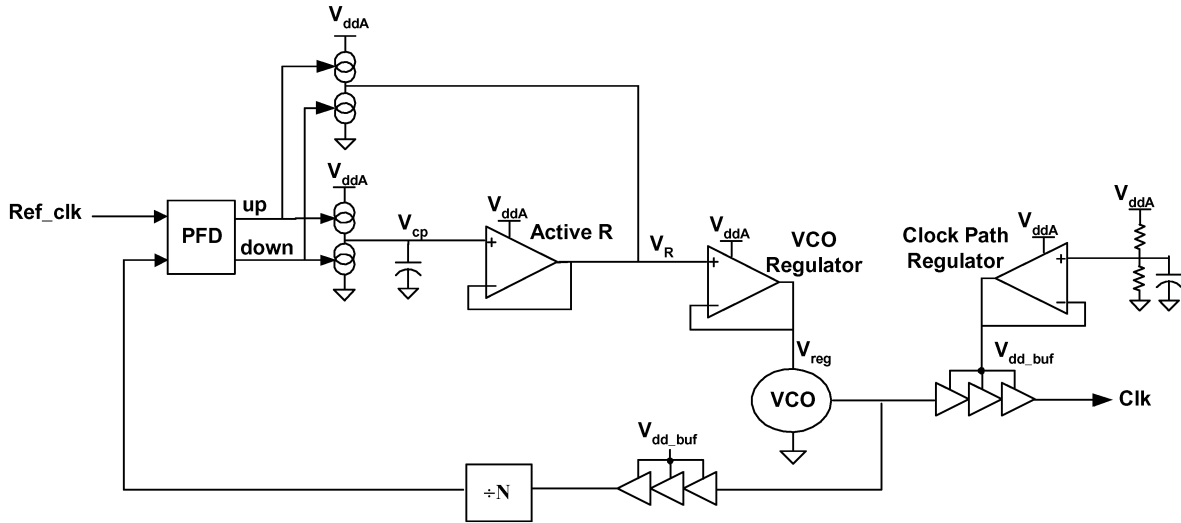 V_ddA
V_ddA
Ref_clk
PFD
up
down
V_cp
+
−
V_ddA
Active R
V_R
+
−
V_ddA
VCO
Regulator
V_reg
VCO
Clock Path
Regulator
V_ddA
+
−
V_ddA
V_dd_buf
Clk
V_dd_buf
÷N